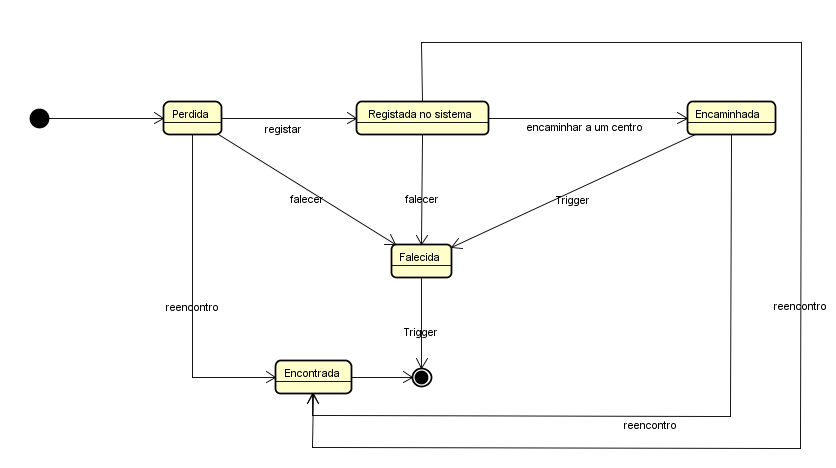 Perdida
Registada no sistema
Encaminhada
registar
encaminhar a um centro
falecer
falecer
Trigger
Falecida
reencontro
reencontro
Trigger
Encontrada
reencontro